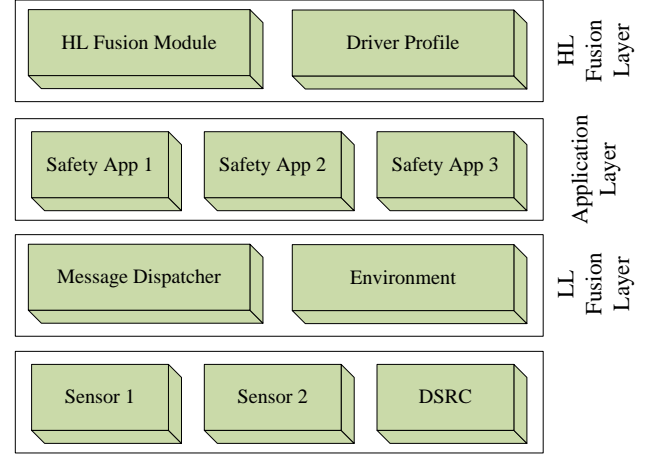 HL Fusion Module
Driver Profile
HL
Fusion
Layer
Safety App 1
Safety App 2
Safety App 3
Application
Layer
Message Dispatcher
Environment
LL
Fusion
Layer
Sensor 1
Sensor 2
DSRC